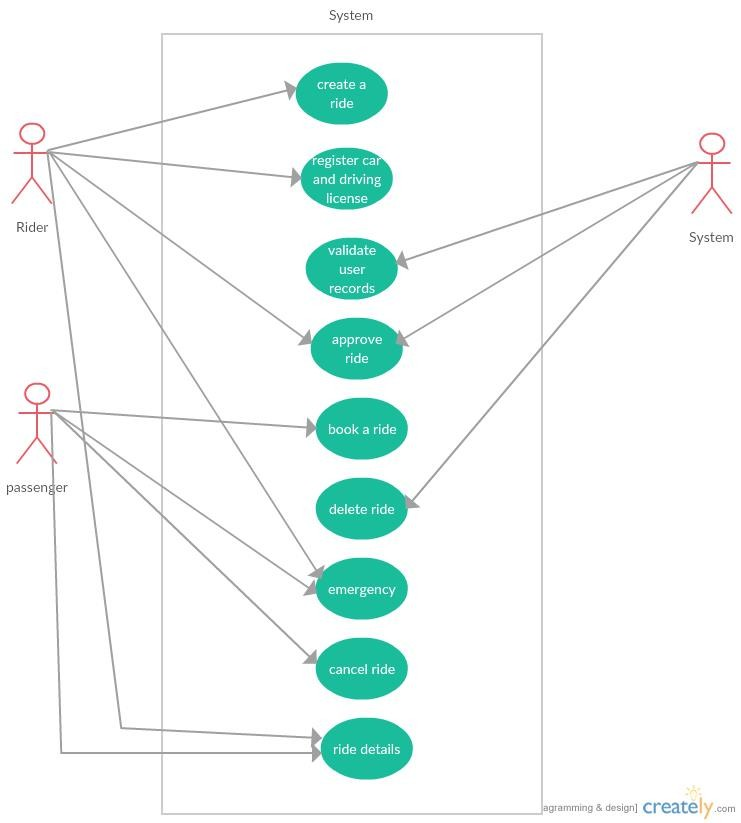 System
create a
ride
Rider
register car
and driving
license
System
validate
user
records
approve
ride
passenger
book a ride
delete ride
emergency
cancel ride
ride details
agramming & design] creately.com